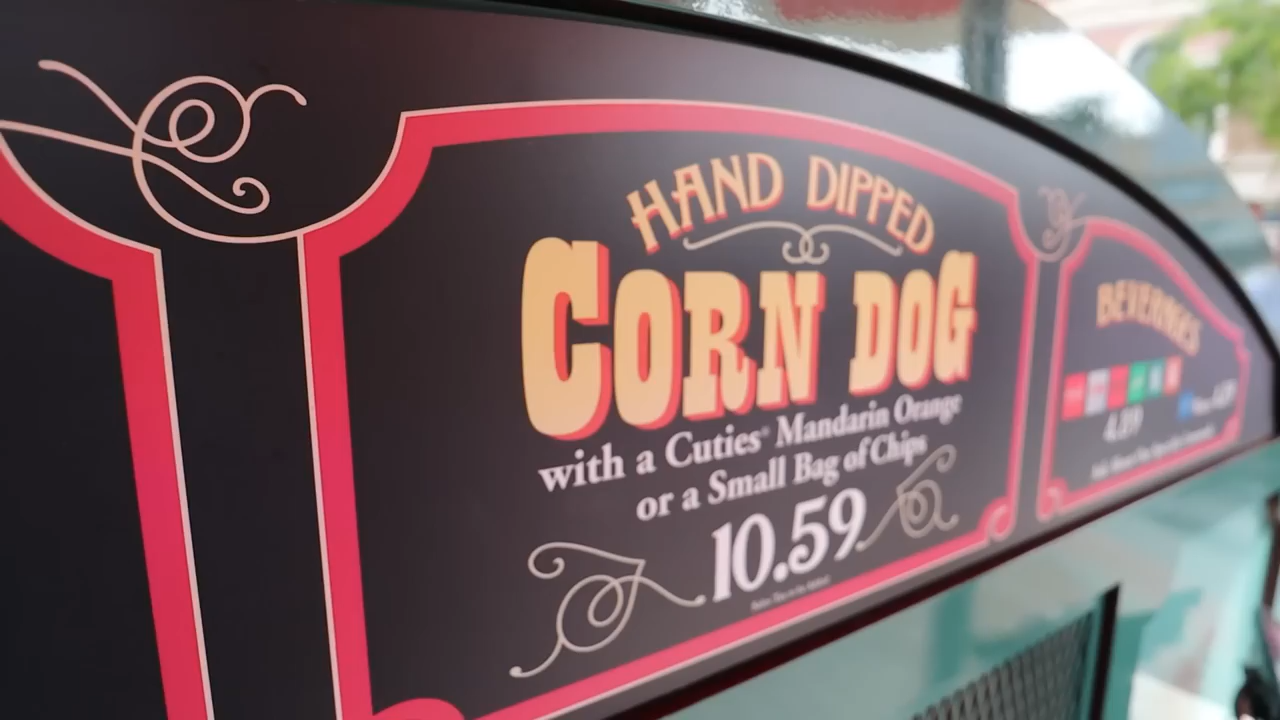 HAND DIPPED
CORN DOG
with a Cuties® Mandarin Orange
or a Small Bag of Chips
10.59
BEVERAGES